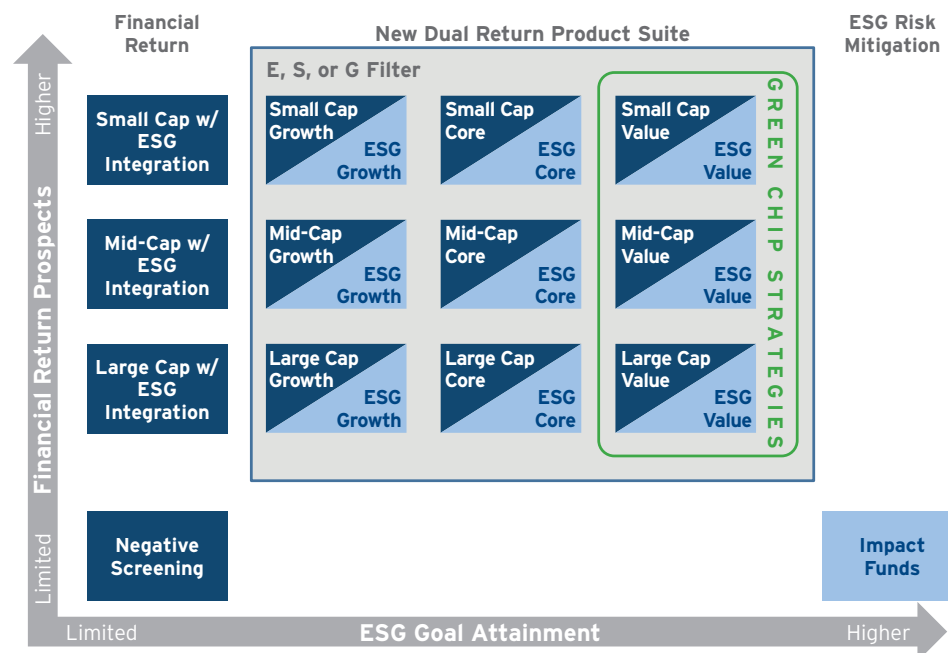 Financial
Return
New Dual Return Product Suite
ESG Risk
Mitigation
Higher
Financial Return Prospects
Limited
E, S, or G Filter
Small Cap w/
ESG
Integration
Small Cap
Growth
ESG
Growth
Small Cap
Core
ESG
Core
Small Cap
Value
ESG
Value
Mid-Cap w/
ESG
Integration
Mid-Cap
Growth
ESG
Growth
Mid-Cap
Core
ESG
Core
Mid-Cap
Value
ESG
Value
Large Cap w/
ESG
Integration
Large Cap
Growth
ESG
Growth
Large Cap
Core
ESG
Core
Large Cap
Value
ESG
Value
GREEN CHIP STRATEGIES
Negative
Screening
Impact
Funds
Limited
ESG Goal Attainment
Higher